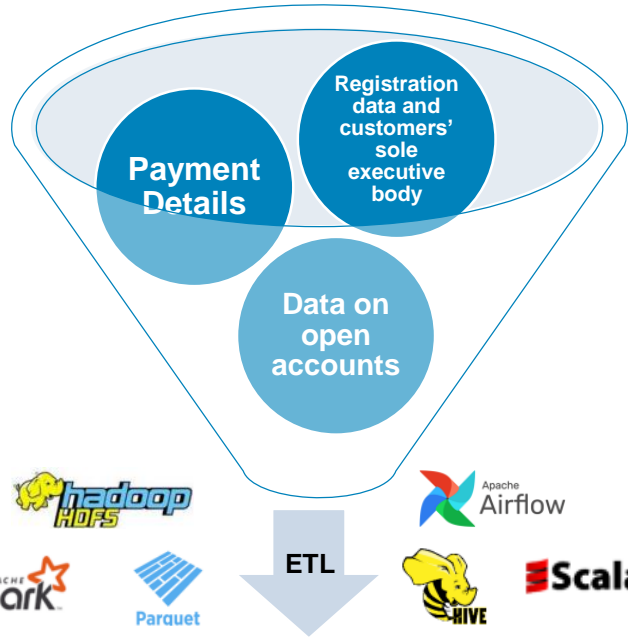 Registration
data and
customers'
sole
executive
body
Payment
Details
Data on
open
accounts
hadoop
HDFS
Apache
Airflow
ETL
Parquet
HIVE
Scala